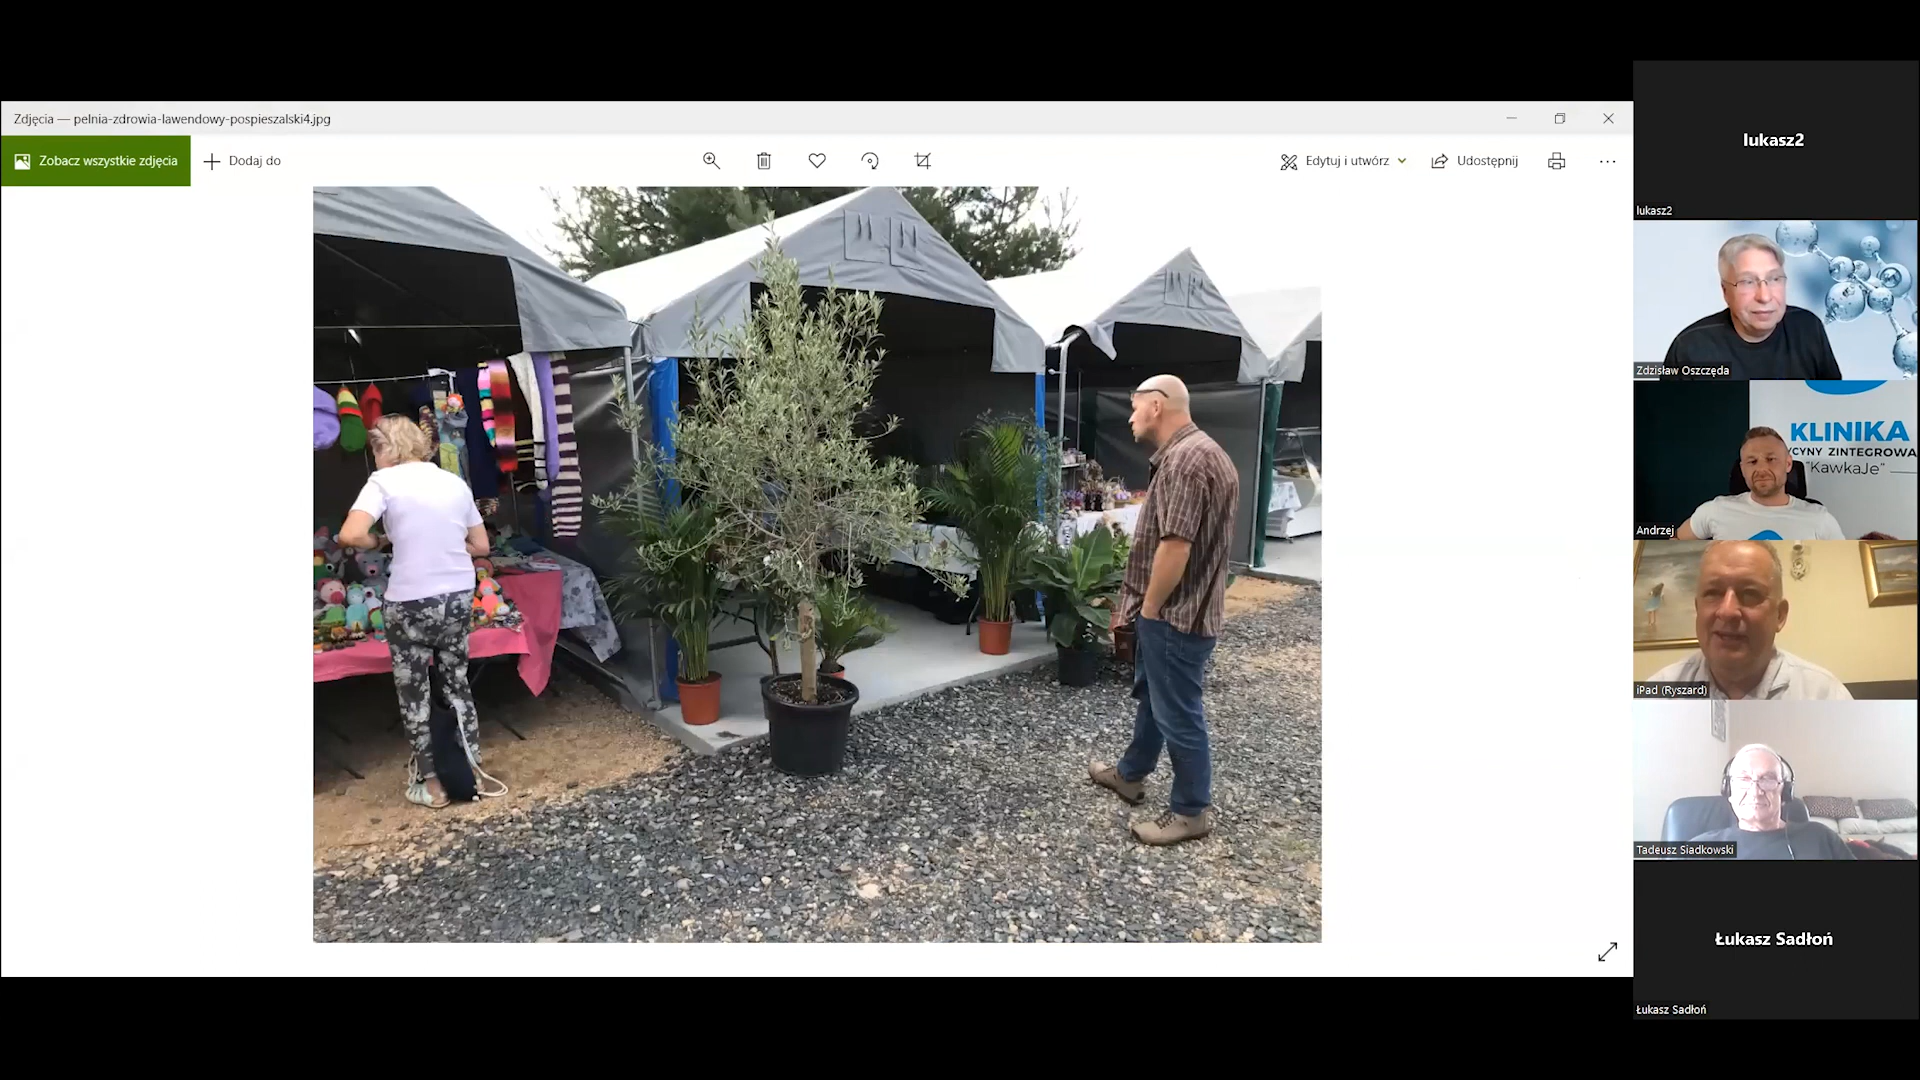 Zdjęcia — pelnia-zdrowia-lawendowy-pospieszalski4.jpg
Zobacz wszystkie zdjęcia
Dodaj do
Edytuj i utwórz
Udostępnij
lukasz2
lukasz2
Zdzisław Oszczęda
KLINIKA
YCYNY ZINTEGROWA
"KawkaJe"
Andrzej
iPad (Ryszard)
Tadeusz Siadkowski
Łukasz Sadłoń
Łukasz Sadłoń